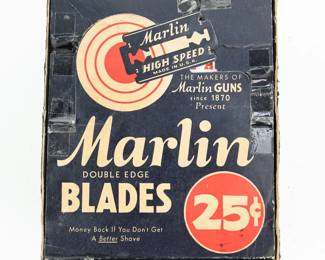 Marlin
HIGH SPEED
MADE IN U.S.A.
THE MAKERS OF
Marlin GUNS
since 1870
Present
Marlin
DOUBLE EDGE
BLADES
25¢
Money Back If You Don't Get
A Better Shave